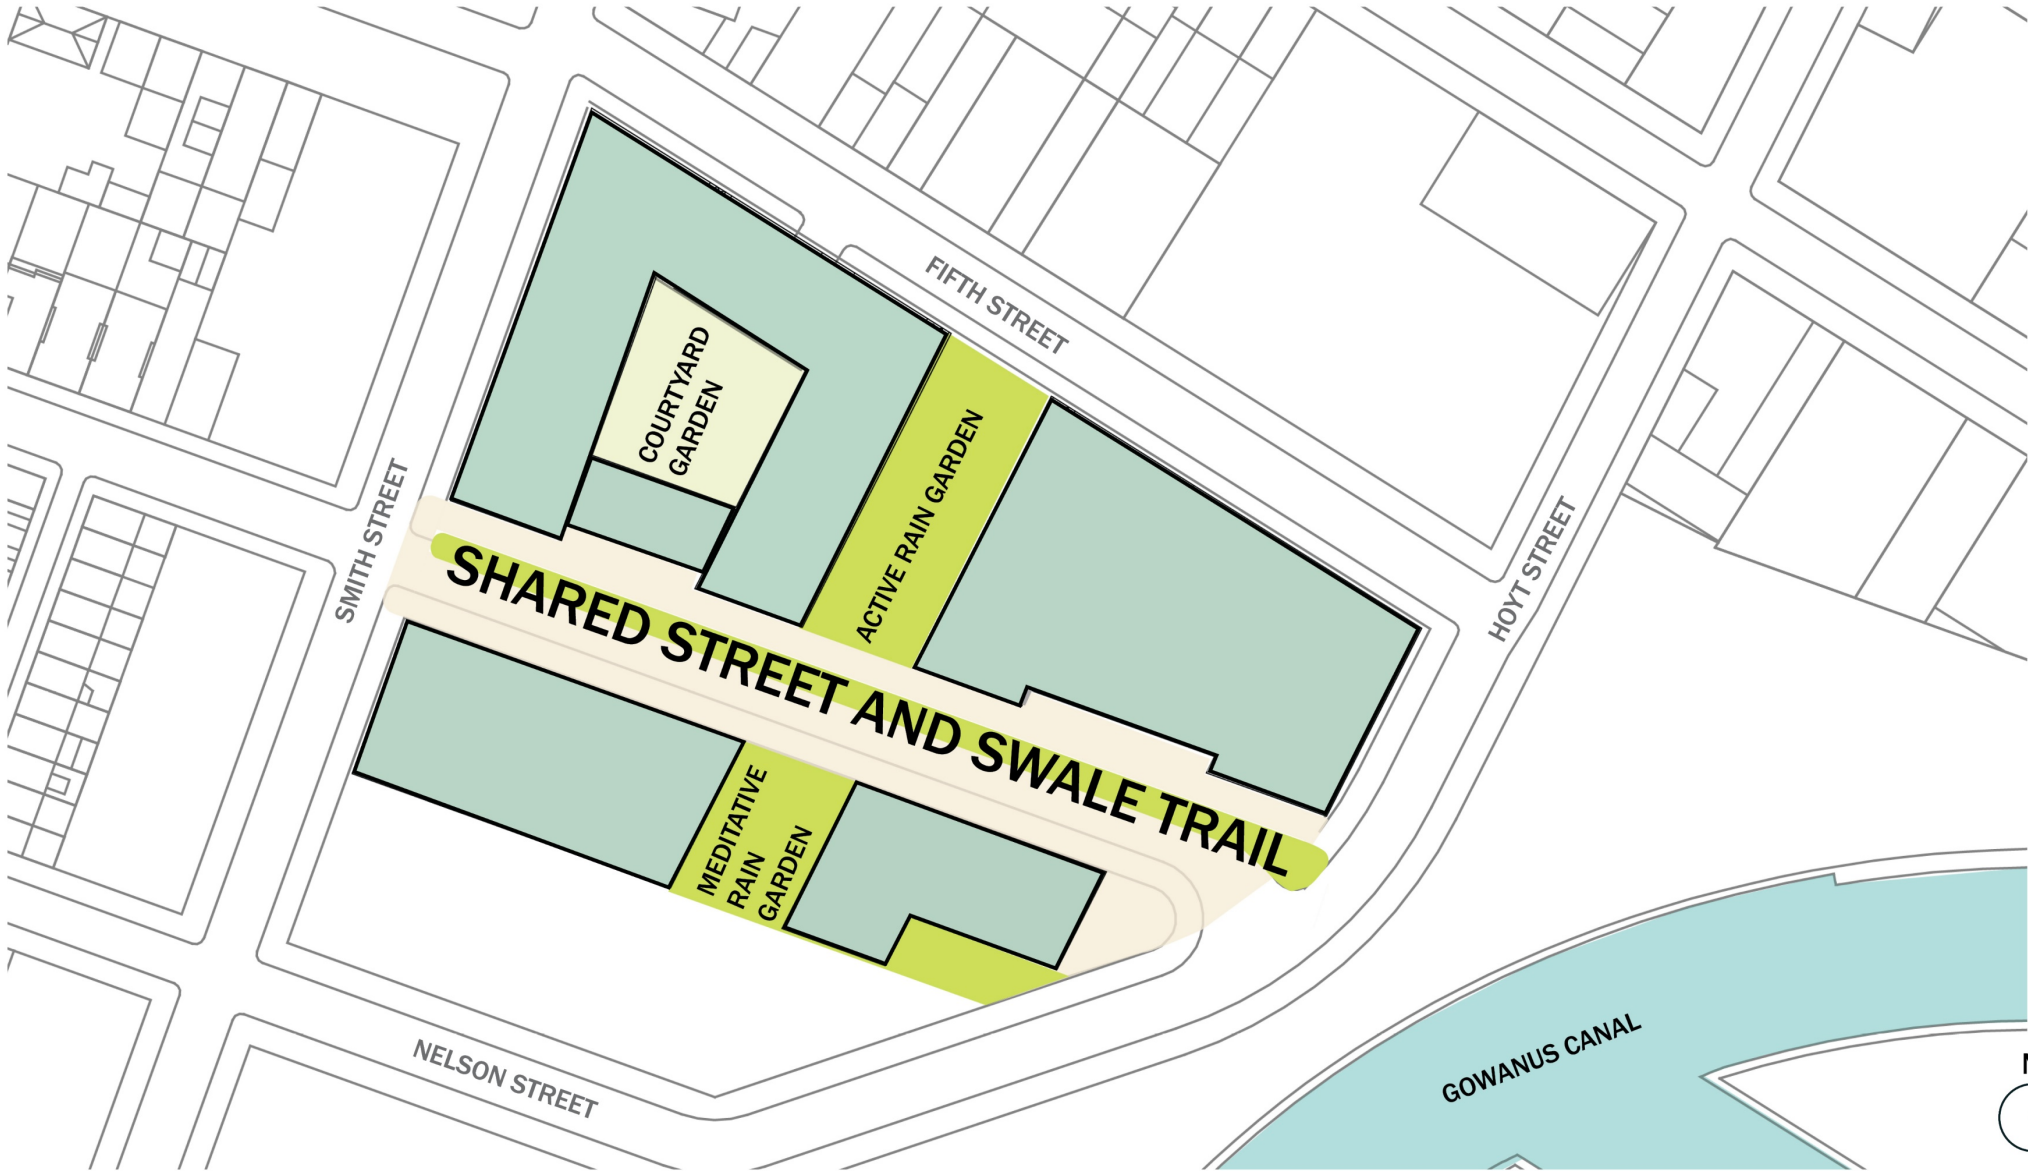 FIFTH STREET
COURTYARD
GARDEN
ACTIVE RAIN GARDEN
SMITH STREET
HOYT STREET
SHARED STREET AND SWALE TRAIL
MEDITATIVE
RAIN
GARDEN
NELSON STREET
GOWANUS CANAL